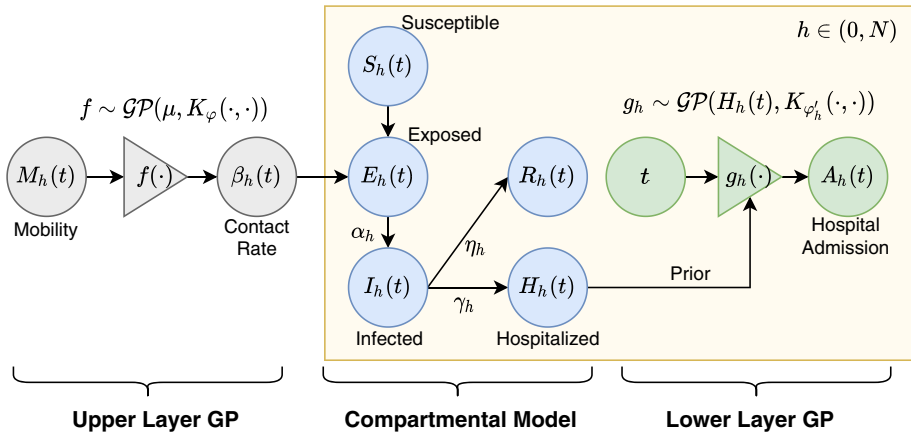 Susceptible
h ∈ (0, N)
S_h(t)
f ∼ 𝒢𝒫(μ, K_φ(·,·))
g_h ∼ 𝒢𝒫(H_h(t), K_{φ'_h}(·,·))
Exposed
M_h(t)
f(·)
β_h(t)
E_h(t)
R_h(t)
t
g_h(·)
A_h(t)
Mobility
Contact
Rate
Hospital
Admission
α_h
η_h
I_h(t)
γ_h
H_h(t)
Prior
Infected
Hospitalized
Upper Layer GP
Compartmental Model
Lower Layer GP